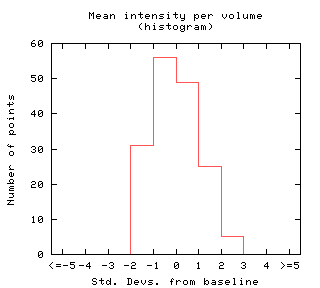 Mean intensity per volume
(histogram)
Number of points
60
50
40
30
20
10
0
<=-5 -4 -3 -2 -1 0 1 2 3 4 >=5
Std. Devs. from baseline